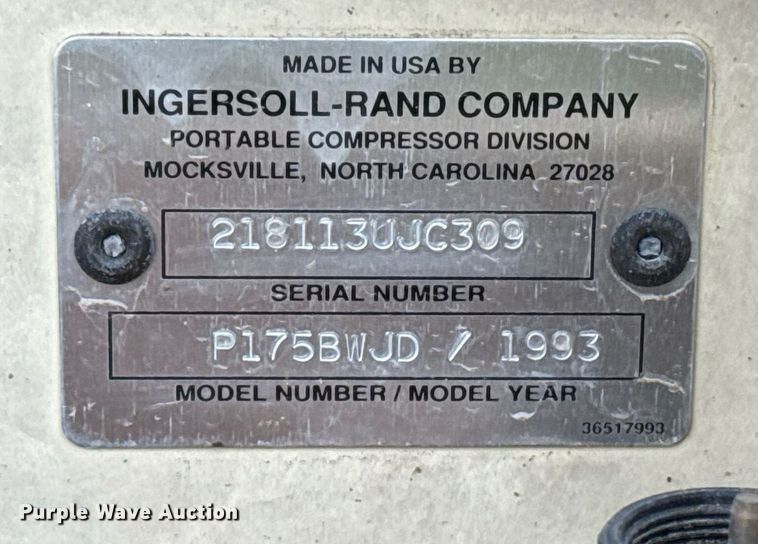 MADE IN USA BY
INGERSOLL-RAND COMPANY
PORTABLE COMPRESSOR DIVISION
MOCKSVILLE, NORTH CAROLINA 27028
218113UJC309
SERIAL NUMBER
P175BWJD / 1993
MODEL NUMBER / MODEL YEAR
36517993
Purple Wave Auction